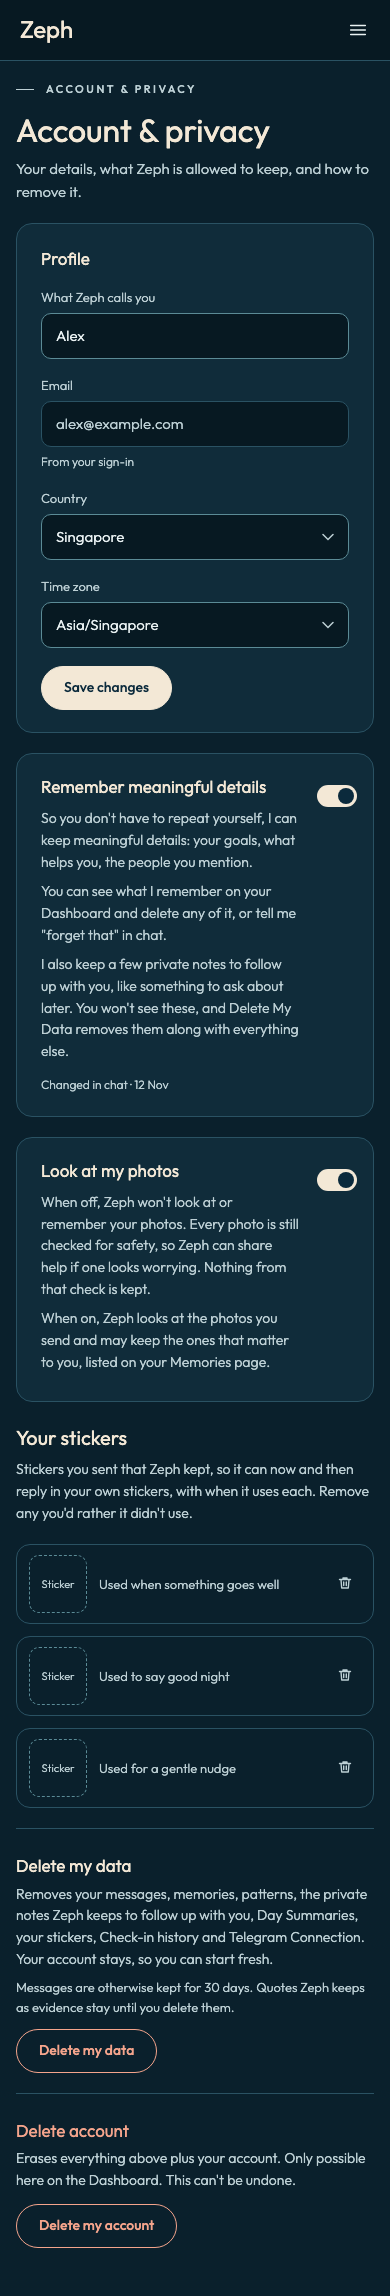 Zeph
ACCOUNT & PRIVACY
Account & privacy
Your details, what Zeph is allowed to keep, and how to
remove it.
Profile
What Zeph calls you
Alex
Email
alex@example.com
From your sign-in
Country
Singapore
Time zone
Asia/Singapore
Save changes
Remember meaningful details
So you don't have to repeat yourself, I can
keep meaningful details: your goals, what
helps you, the people you mention.
You can see what I remember on your
Dashboard and delete any of it, or tell me
"forget that" in chat.
I also keep a few private notes to follow
up with you, like something to ask about
later. You won't see these, and Delete My
Data removes them along with everything
else.
Changed in chat · 12 Nov
Look at my photos
When off, Zeph won't look at or
remember your photos. Every photo is still
checked for safety, so Zeph can share
help if one looks worrying. Nothing from
that check is kept.
When on, Zeph looks at the photos you
send and may keep the ones that matter
to you, listed on your Memories page.
Your stickers
Stickers you sent that Zeph kept, so it can now and then
reply in your own stickers, with when it uses each. Remove
any you'd rather it didn't use.
Sticker
Used when something goes well
Sticker
Used to say good night
Sticker
Used for a gentle nudge
Delete my data
Removes your messages, memories, patterns, the private
notes Zeph keeps to follow up with you, Day Summaries,
your stickers, Check-in history and Telegram Connection.
Your account stays, so you can start fresh.
Messages are otherwise kept for 30 days. Quotes Zeph keeps
as evidence stay until you delete them.
Delete my data
Delete account
Erases everything above plus your account. Only possible
here on the Dashboard. This can't be undone.
Delete my account